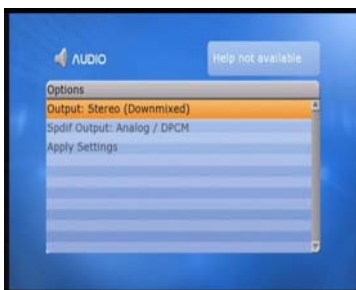 AUDIO
Help not available
Options
Output: Stereo (Downmixed)
Spdif Output: Analog / DPCM
Apply Settings